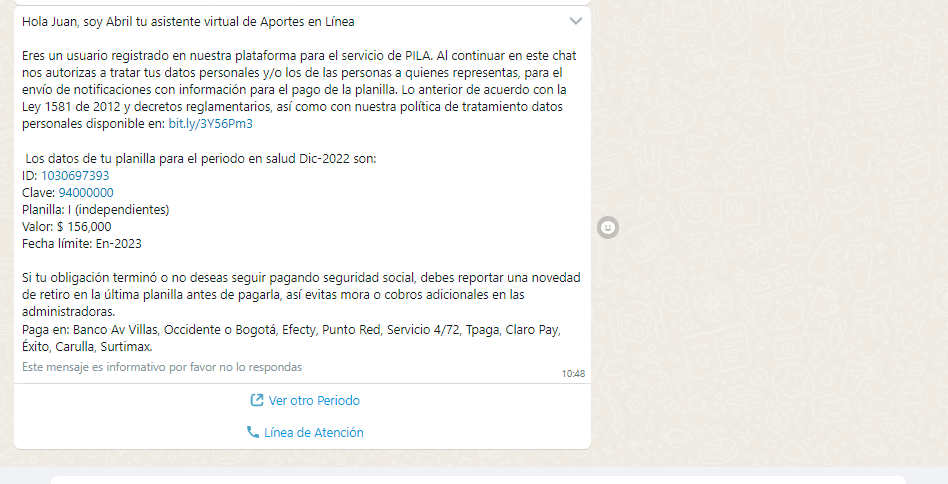 Hola Juan, soy Abril tu asistente virtual de Aportes en Línea
Eres un usuario registrado en nuestra plataforma para el servicio de PILA. Al continuar en este chat
nos autorizas a tratar tus datos personales y/o los de las personas a quienes representas, para el
envío de notificaciones con información para el pago de la planilla. Lo anterior de acuerdo con la
Ley 1581 de 2012 y decretos reglamentarios, así como con nuestra política de tratamiento datos
personales disponible en: bit.ly/3Y56Pm3
Los datos de tu planilla para el periodo en salud Dic-2022 son:
ID: 1030697393
Clave: 94000000
Planilla: I (independientes)
Valor: $ 156,000
Fecha límite: En-2023
Si tu obligación terminó o no deseas seguir pagando seguridad social, debes reportar una novedad
de retiro en la última planilla antes de pagarla, así evitas mora o cobros adicionales en las
administradoras.
Paga en: Banco Av Villas, Occidente o Bogotá, Efecty, Punto Red, Servicio 4/72, Tpaga, Claro Pay,
Éxito, Carulla, Surtimax.
Este mensaje es informativo por favor no lo respondas
10:48
Ver otro Periodo
Línea de Atención